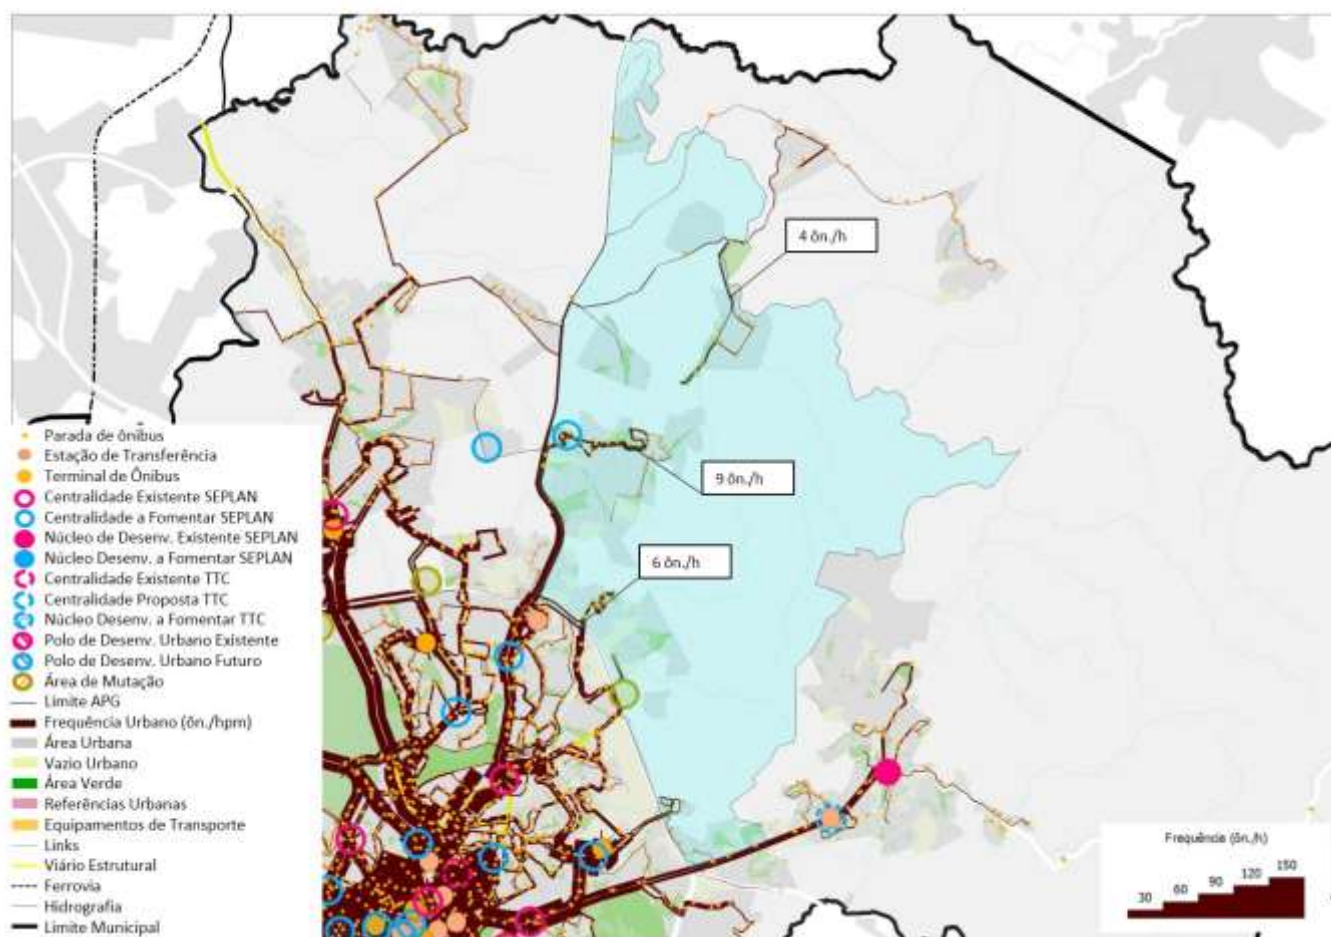 4 ôn./h
9 ôn./h
6 ôn./h
Parada de ônibus
Estação de Transferência
Terminal de Ônibus
Centralidade Existente SEPLAN
Centralidade a Fomentar SEPLAN
Núcleo de Desenv. Existente SEPLAN
Núcleo Desenv. a Fomentar SEPLAN
Centralidade Existente TTC
Centralidade Proposta TTC
Núcleo Desenv. a Fomentar TTC
Polo de Desenv. Urbano Existente
Polo de Desenv. Urbano Futuro
Área de Mutação
Limite APG
Frequência Urbano (ôn./hpm)
Área Urbana
Vazio Urbano
Área Verde
Referências Urbanas
Equipamentos de Transporte
Links
Viário Estrutural
Ferrovia
Hidrografia
Limite Municipal
Frequência (ôn./h)
30 60 90 120 150